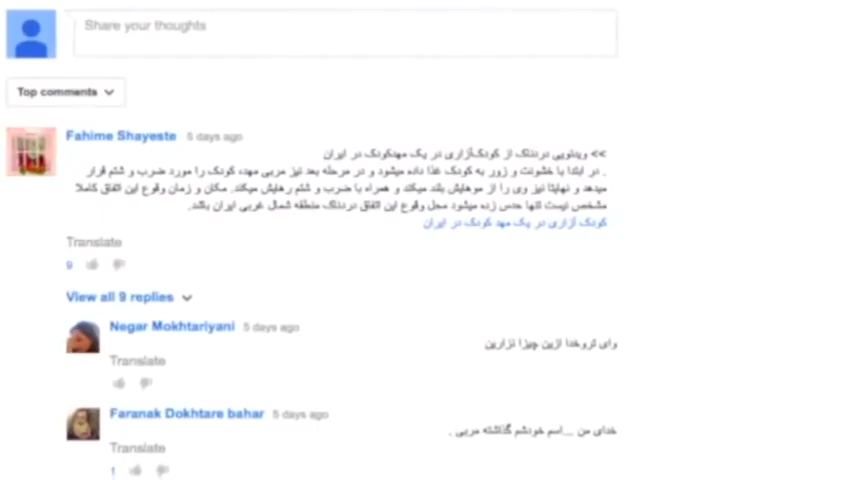 Share your thoughts
Top comments
Fahime Shayeste 5 days ago
>> ویدئویی دردناک از کودک‌آزاری در یک مهدکودک در ایران
. در ابتدا با خشونت و زور به کودک غذا داده میشود و در مرحله بعد نیز مربی مهد، کودک را مورد ضرب و شتم قرار
میدهد و نهایتا نیز وی را از موهایش بلند میکند و همراه با ضرب و شتم رهایش میکند. مکان و زمان وقوع این اتفاق کاملا
مشخص نیست تنها حدس زده میشود محل وقوع این اتفاق دردناک منطقه شمال غربی ایران باشد.
کودک آزاری در یک مهد کودک در ایران
Translate
9
View all 9 replies
Negar Mokhtariyani 5 days ago
وای تروخدا ازین چیزا نزارین
Translate
Faranak Dokhtare bahar 5 days ago
خدای من ...اسم خودشم گذاشته مربی .
Translate
1